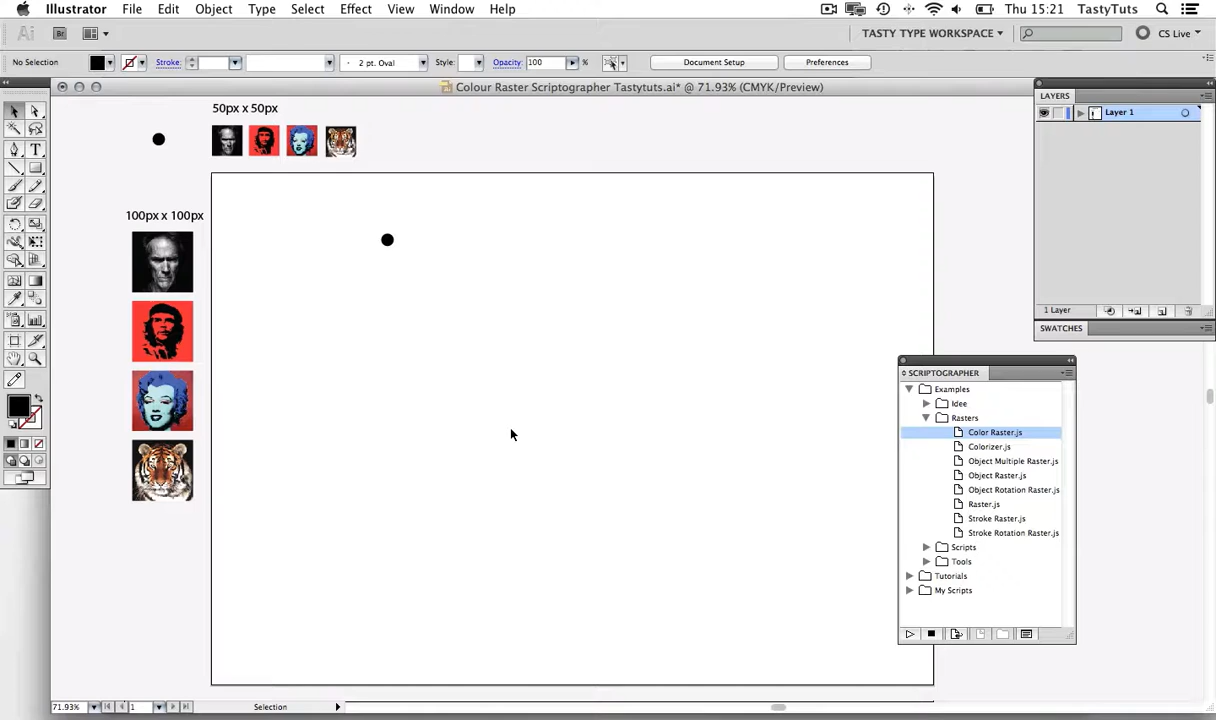 Illustrator File Edit Object Type Select Effect View Window Help Thu 15:21 TastyTuts
Ai Br TASTY TYPE WORKSPACE CS Live
No Selection Stroke: 2 pt. Oval Style: Opacity: 100 % Document Setup Preferences
Colour Raster Scriptographer Tastytuts.ai* @ 71.93% (CMYK/Preview)
LAYERS
Layer 1
50px x 50px
100px x 100px
1 Layer
SWATCHES
SCRIPTOGRAPHER
Examples
Idee
Rasters
Color Raster.js
Colorizer.js
Object Multiple Raster.js
Object Raster.js
Object Rotation Raster.js
Raster.js
Stroke Raster.js
Stroke Rotation Raster.js
Scripts
Tools
Tutorials
My Scripts
71.93% 1 Selection